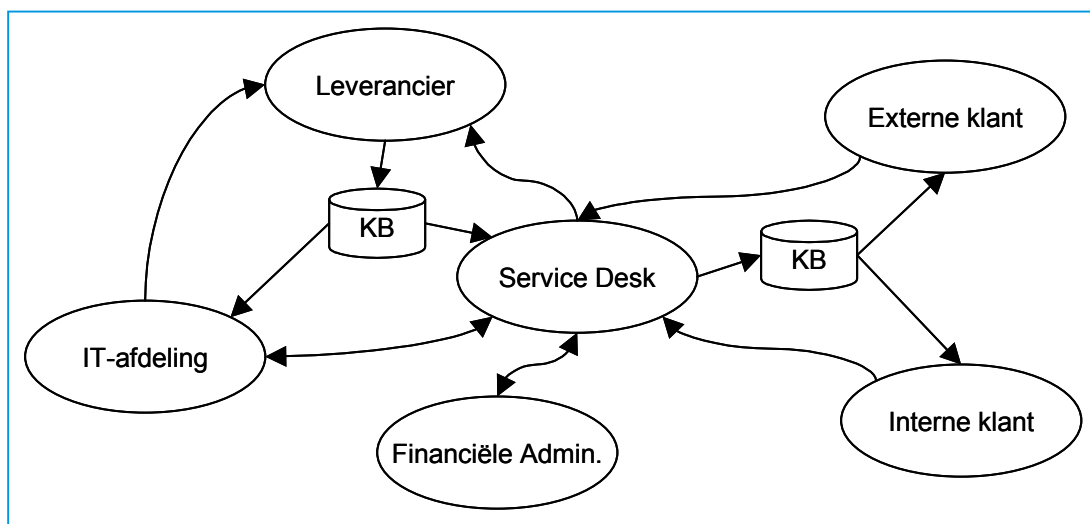 Leverancier
Externe klant
KB
Service Desk
KB
IT-afdeling
Interne klant
Financiële Admin.